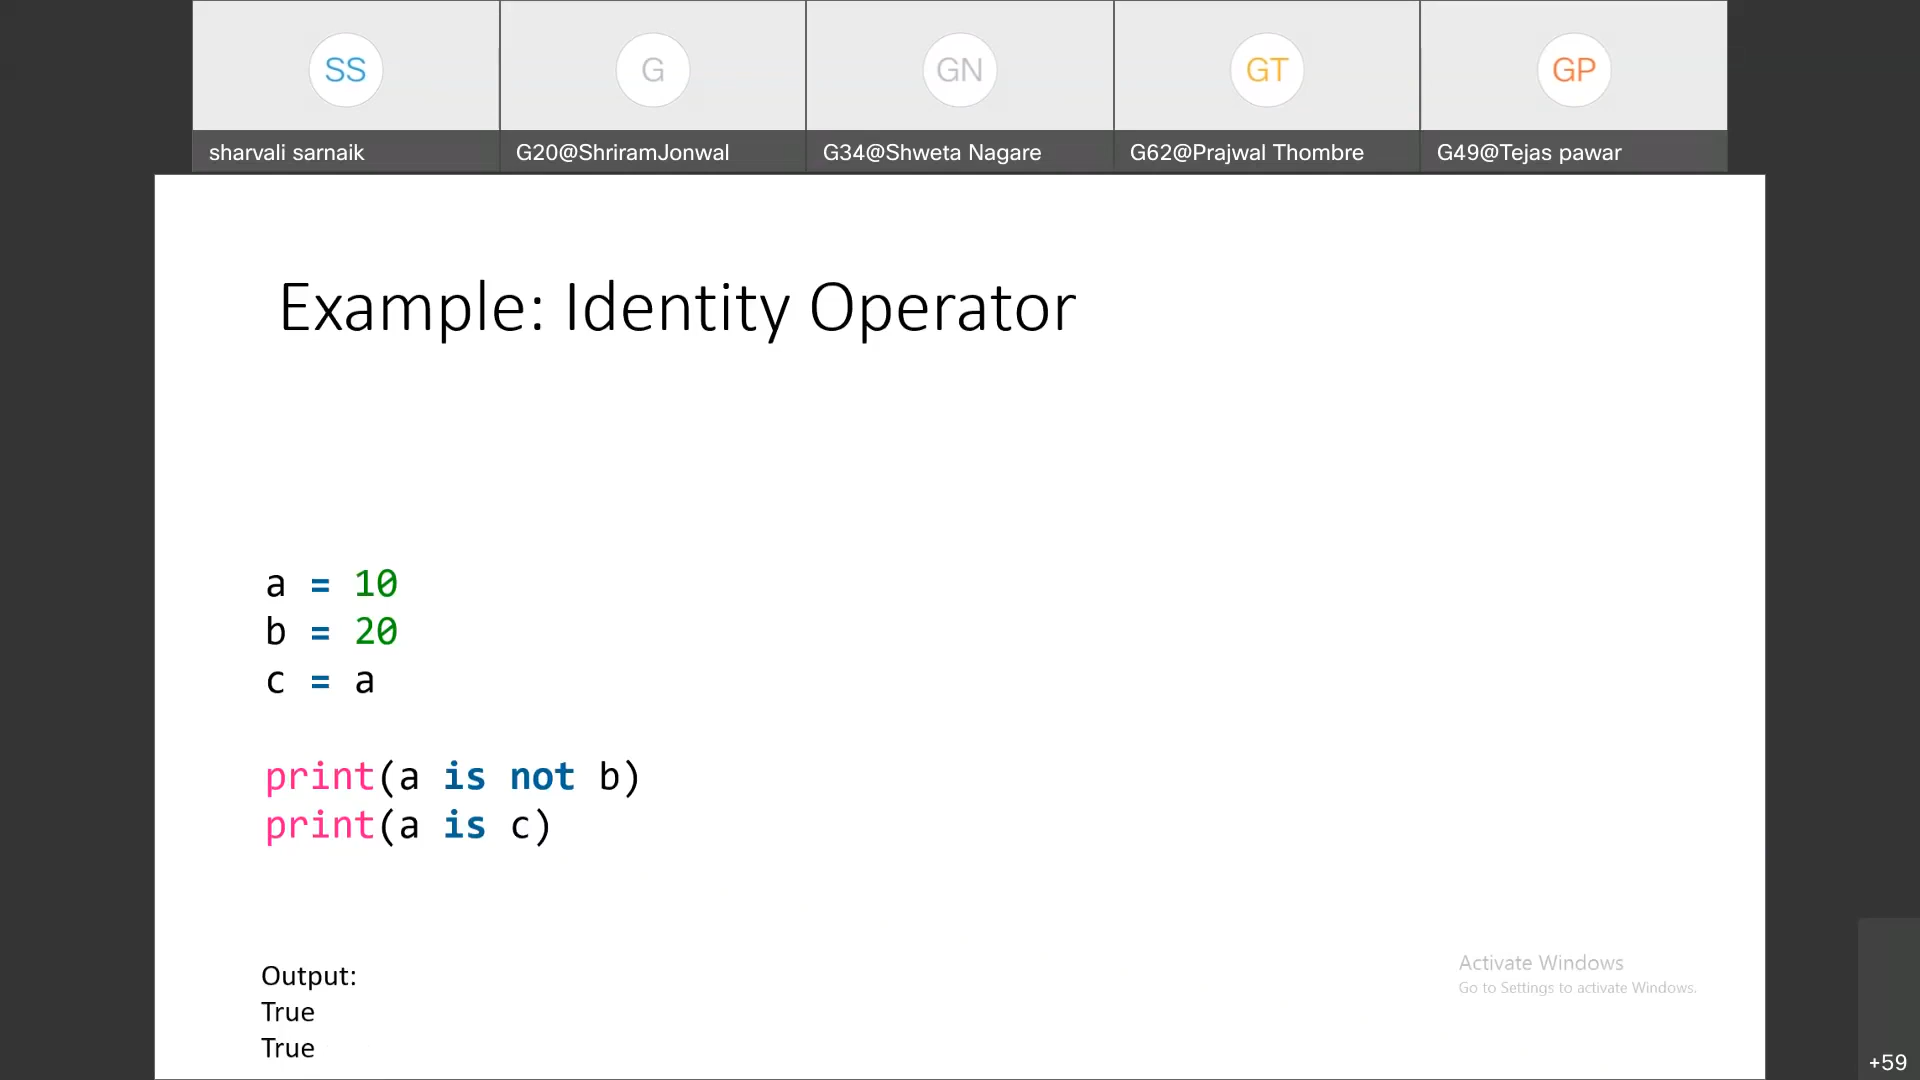 SS
G
GN
GT
GP
sharvali sarnaik
G20@ShriramJonwal
G34@Shweta Nagare
G62@Prajwal Thombre
G49@Tejas pawar
Example: Identity Operator
a = 10
b = 20
c = a
print(a is not b)
print(a is c)
Output:
True
True
Activate Windows
Go to Settings to activate Windows.
+59